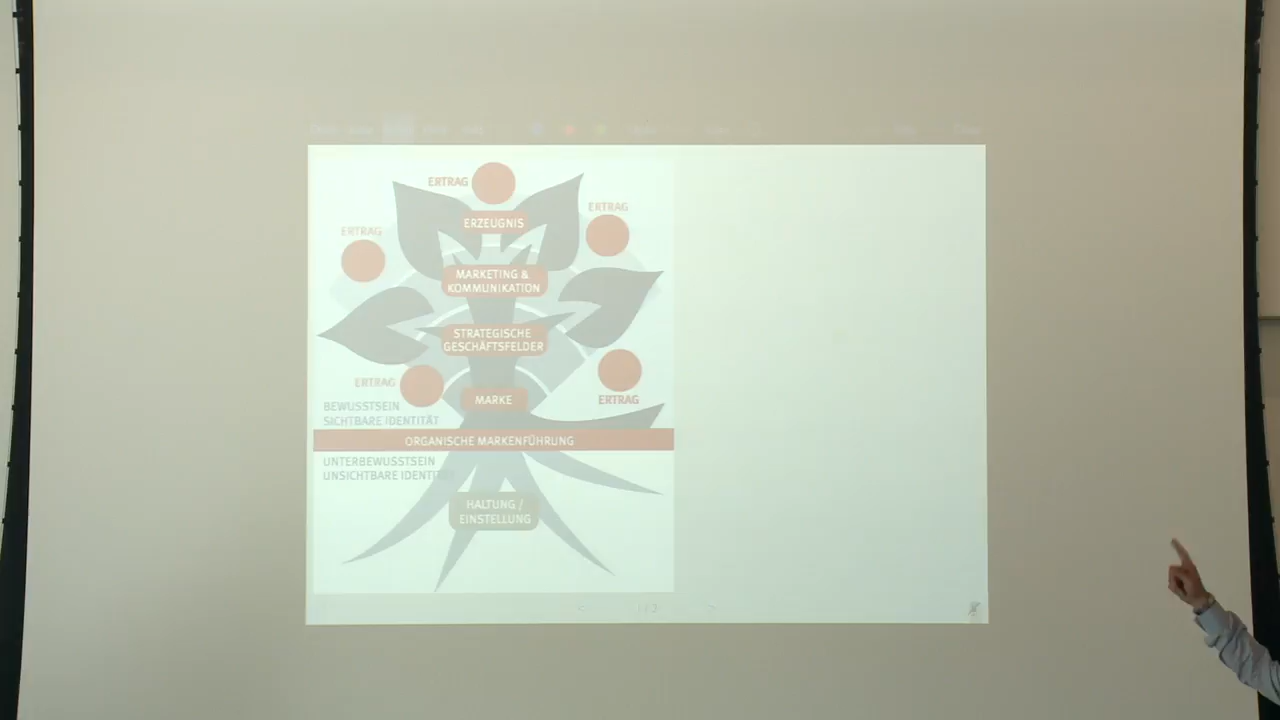 ERTRAG
ERTRAG
ERZEUGNIS
ERTRAG
MARKETING &
KOMMUNIKATION
STRATEGISCHE
GESCHÄFTSFELDER
ERTRAG
ERTRAG
MARKE
BEWUSSTSEIN
SICHTBARE IDENTITÄT
ORGANISCHE MARKENFÜHRUNG
UNTERBEWUSSTSEIN
UNSICHTBARE
HALTUNG /
EINSTELLUNG